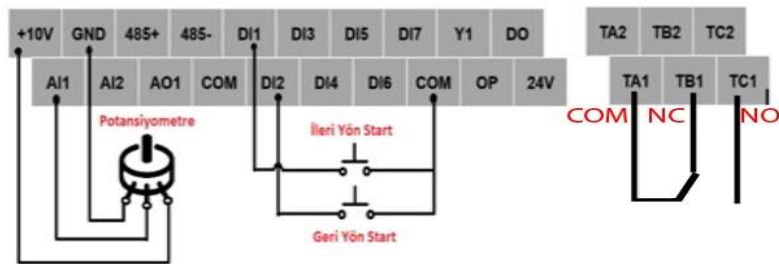 +10V GND 485+ 485- DI1 DI3 DI5 DI7 Y1 DO
AI1 AI2 AO1 COM DI2 DI4 DI6 COM OP 24V
TA2 TB2 TC2
TA1 TB1 TC1
COM NC NO
Potansiyometre
İleri Yön Start
Geri Yön Start